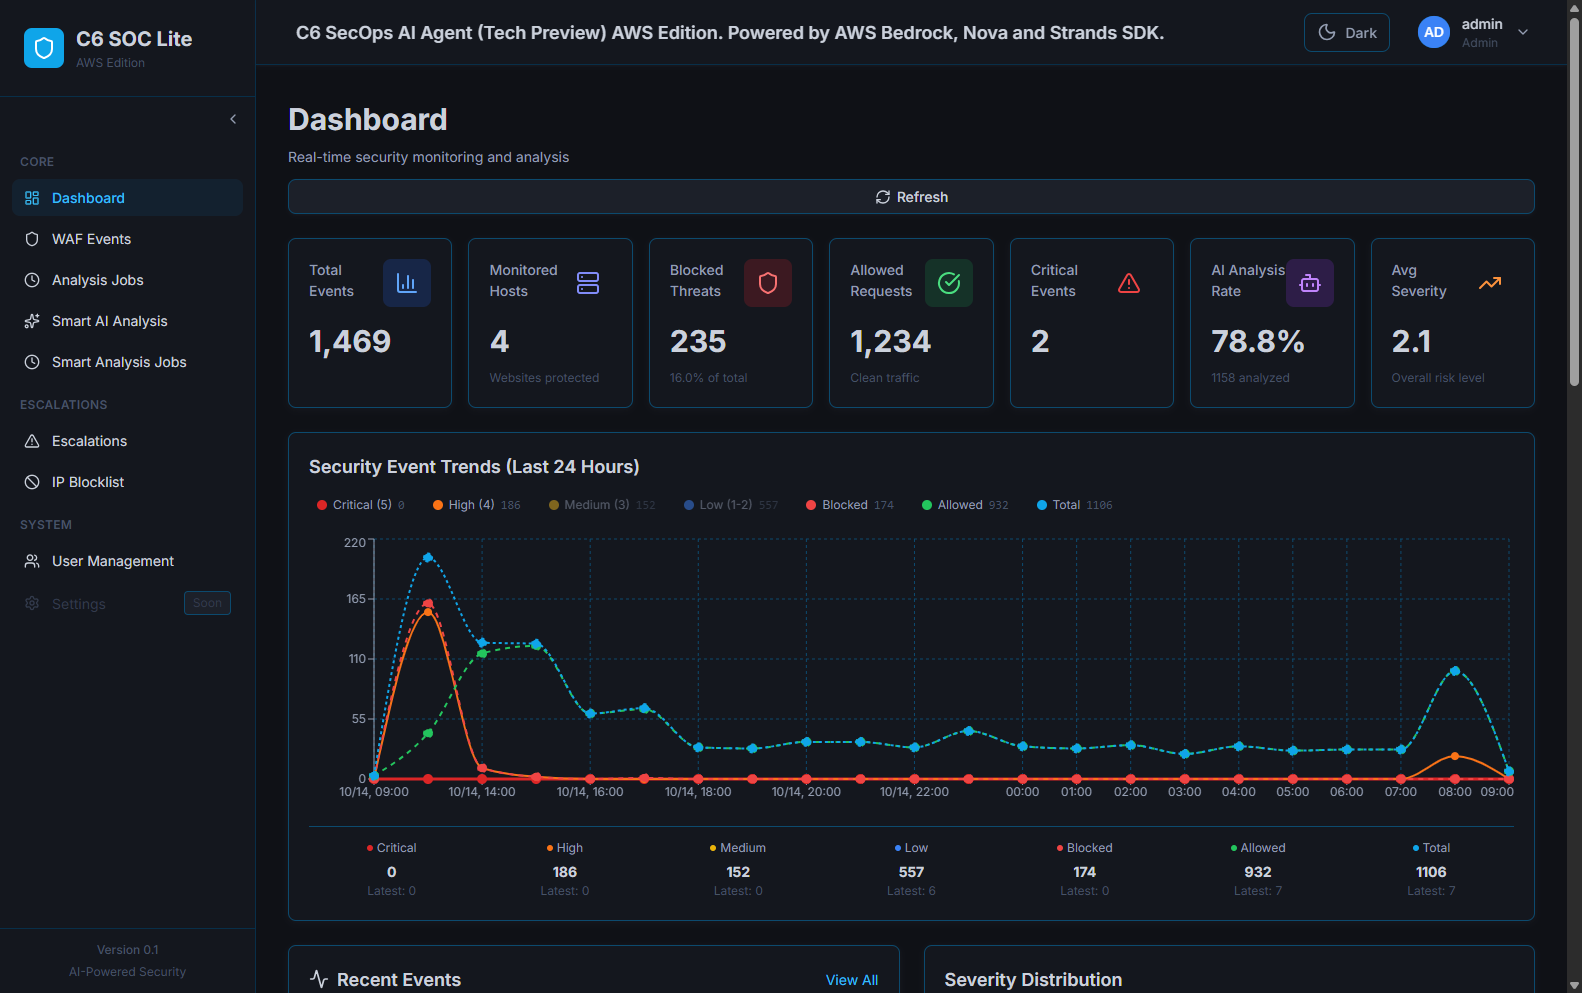 C6 SOC Lite
AWS Edition
C6 SecOps AI Agent (Tech Preview) AWS Edition. Powered by AWS Bedrock, Nova and Strands SDK.
Dark
AD
admin
Admin
CORE
Dashboard
WAF Events
Analysis Jobs
Smart AI Analysis
Smart Analysis Jobs
ESCALATIONS
Escalations
IP Blocklist
SYSTEM
User Management
Settings
Soon
Version 0.1
AI-Powered Security
Dashboard
Real-time security monitoring and analysis
Refresh
Total
Events
1,469
Monitored
Hosts
4
Websites protected
Blocked
Threats
235
16.0% of total
Allowed
Requests
1,234
Clean traffic
Critical
Events
2
AI Analysis
Rate
78.8%
1158 analyzed
Avg
Severity
2.1
Overall risk level
Security Event Trends (Last 24 Hours)
Critical (5) 0
High (4) 186
Medium (3) 152
Low (1-2) 557
Blocked 174
Allowed 932
Total 1106
220
165
110
55
0
10/14, 09:00
10/14, 14:00
10/14, 16:00
10/14, 18:00
10/14, 20:00
10/14, 22:00
00:00
01:00
02:00
03:00
04:00
05:00
06:00
07:00
08:00
09:00
Critical
0
Latest: 0
High
186
Latest: 0
Medium
152
Latest: 0
Low
557
Latest: 6
Blocked
174
Latest: 0
Allowed
932
Latest: 7
Total
1106
Latest: 7
Recent Events
View All
Severity Distribution